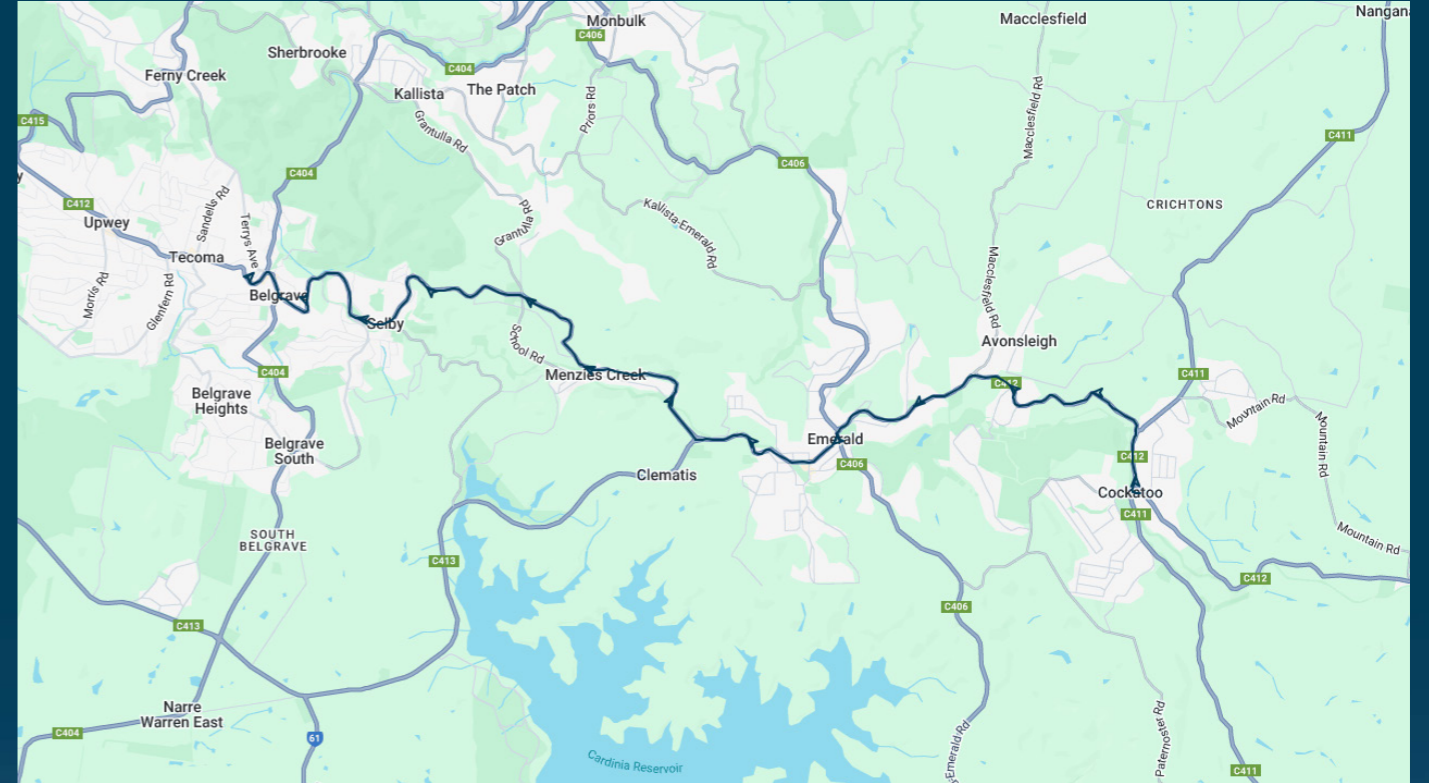 Monbulk
Macclesfield
Nangana
C406
Sherbrooke
C404
Ferny Creek
Kallista
The Patch
Priors Rd
Macclesfield Rd
C415
Grantulla Rd
C411
C406
C404
CRICHTONS
C412
Upwey
Sandells Rd
Terrys Ave
Kallista-Emerald Rd
Grantulla Rd
Tecoma
Morris Rd
Glenfern Rd
Belgrave
Macclesfield Rd
Selby
School Rd
Avonsleigh
C404
Menzies Creek
C412
C411
Belgrave
Heights
Mountain Rd
Mountain Rd
Belgrave
South
Emerald
C406
C412
Clematis
Cockatoo
C411
SOUTH
BELGRAVE
Mountain Rd
C413
C412
C406
C413
Narre
Warren East
C404
61
Emerald Rd
Paternoster Rd
Cardinia Reservoir
C411